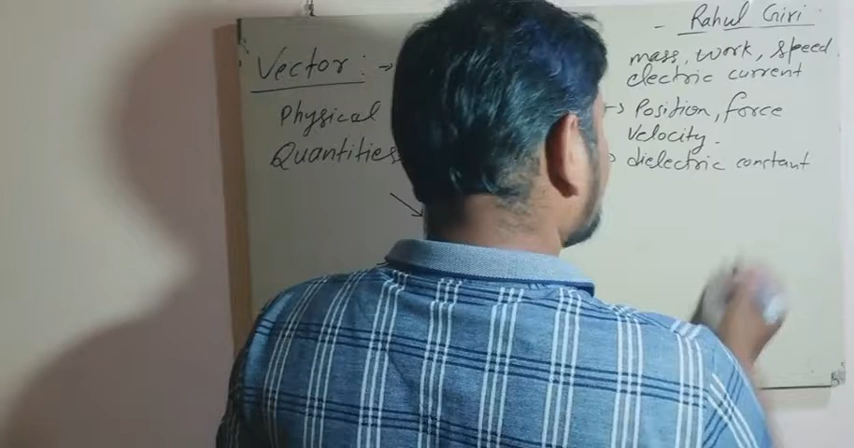 Rahul Giri
Vector :- →
mass, work, speed
electric current
Physical
→ Position, force
Velocity.
Quantities
dielectric constant